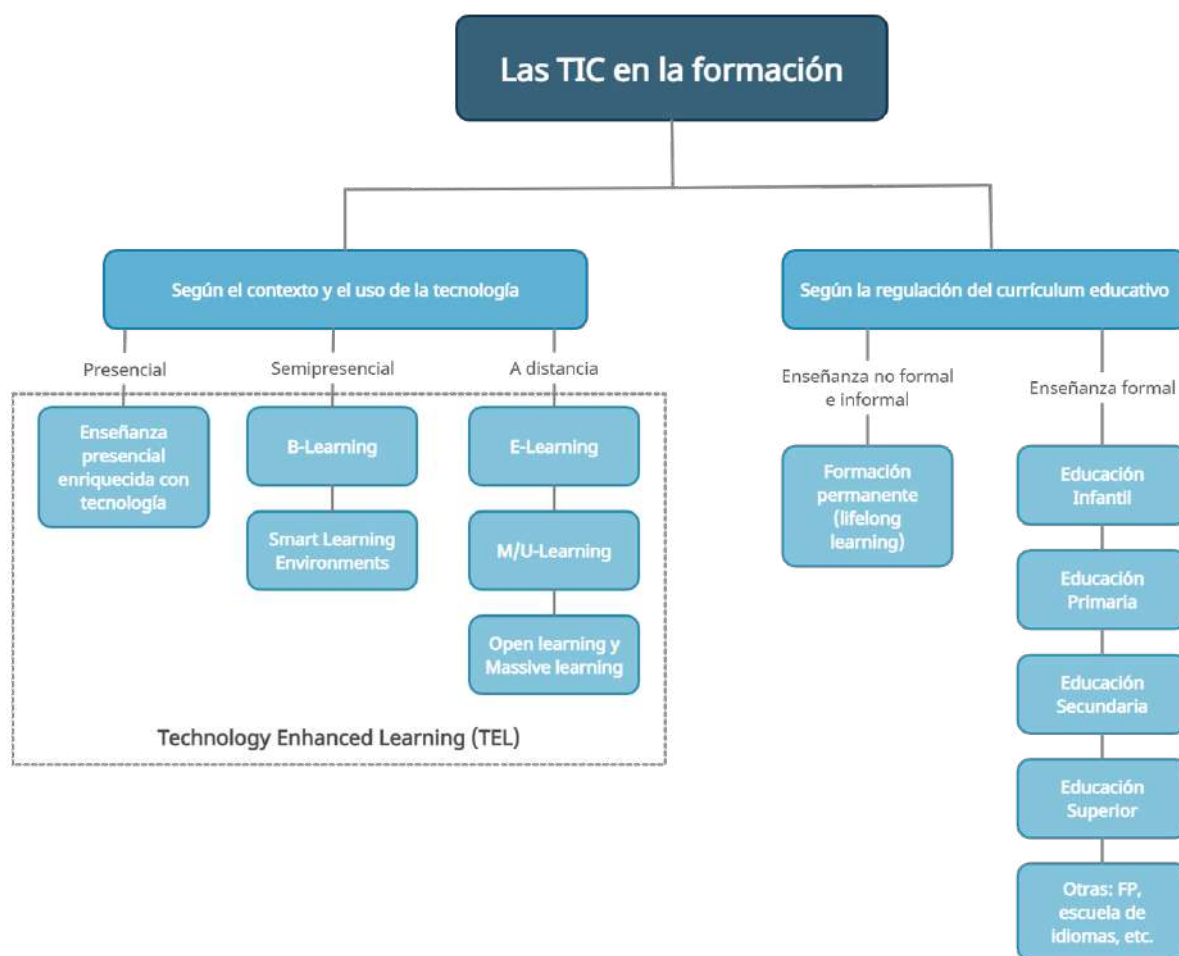 Las TIC en la formación
Según el contexto y el uso de la tecnología
Presencial
Enseñanza
presencial
enriquecida con
tecnología
Semipresencial
B-Learning
Smart Learning
Environments
A distancia
E-Learning
M/U-Learning
Open learning y
Massive learning
Technology Enhanced Learning (TEL)
Según la regulación del currículum educativo
Enseñanza no formal
e informal
Formación
permanente
(lifelong
learning)
Enseñanza formal
Educación
Infantil
Educación
Primaria
Educación
Secundaria
Educación
Superior
Otras: FP,
escuela de
idiomas, etc.